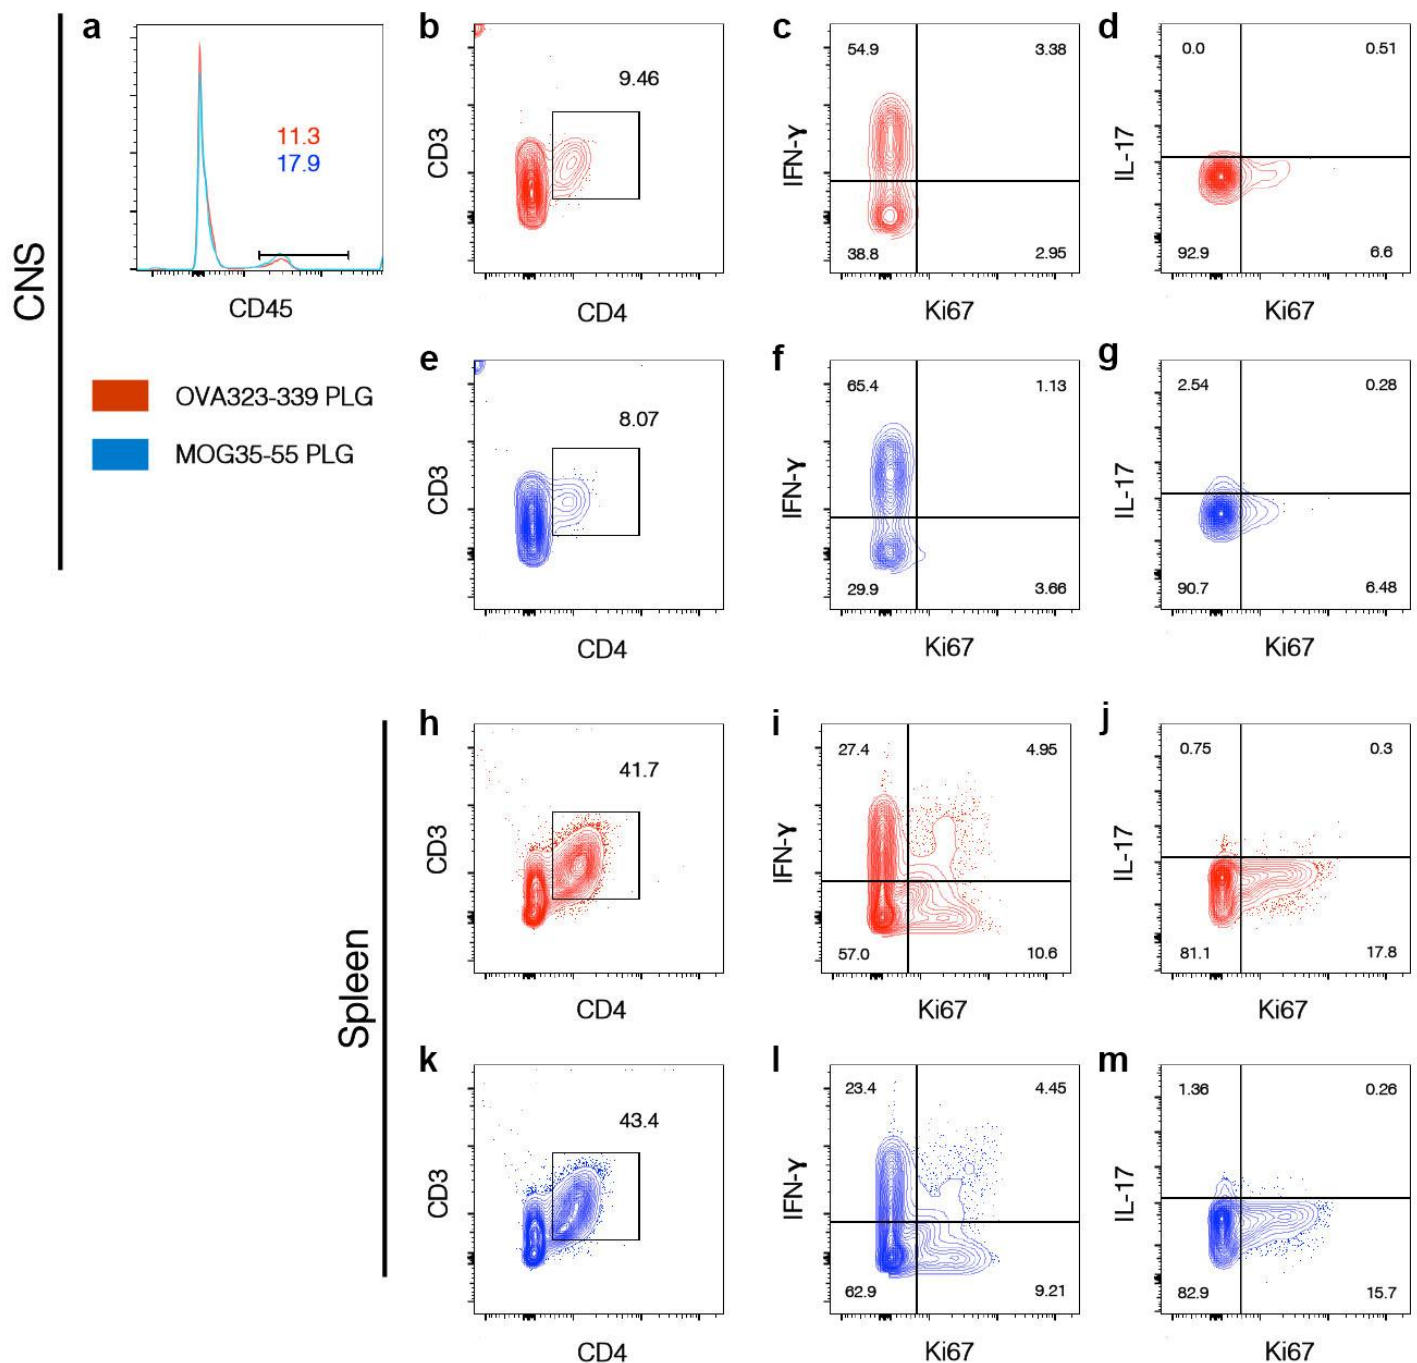 CNS
a
11.3
17.9
CD45
OVA323-339 PLG
MOG35-55 PLG
b
9.46
CD3
CD4
c
54.9 3.38
IFN-γ
38.8 2.95
Ki67
d
0.0 0.51
IL-17
92.9 6.6
Ki67
e
8.07
CD3
CD4
f
65.4 1.13
IFN-γ
29.9 3.66
Ki67
g
2.54 0.28
IL-17
90.7 6.48
Ki67
Spleen
h
41.7
CD3
CD4
i
27.4 4.95
IFN-γ
57.0 10.6
Ki67
j
0.75 0.3
IL-17
81.1 17.8
Ki67
k
43.4
CD3
CD4
l
23.4 4.45
IFN-γ
62.9 9.21
Ki67
m
1.36 0.26
IL-17
82.9 15.7
Ki67